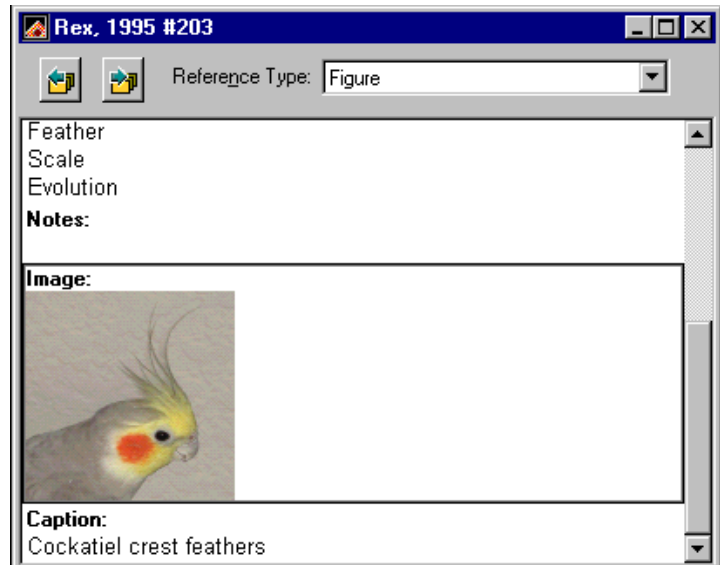 Rex, 1995 #203
Reference Type: Figure
Feather
Scale
Evolution
Notes:
Image:
Caption:
Cockatiel crest feathers